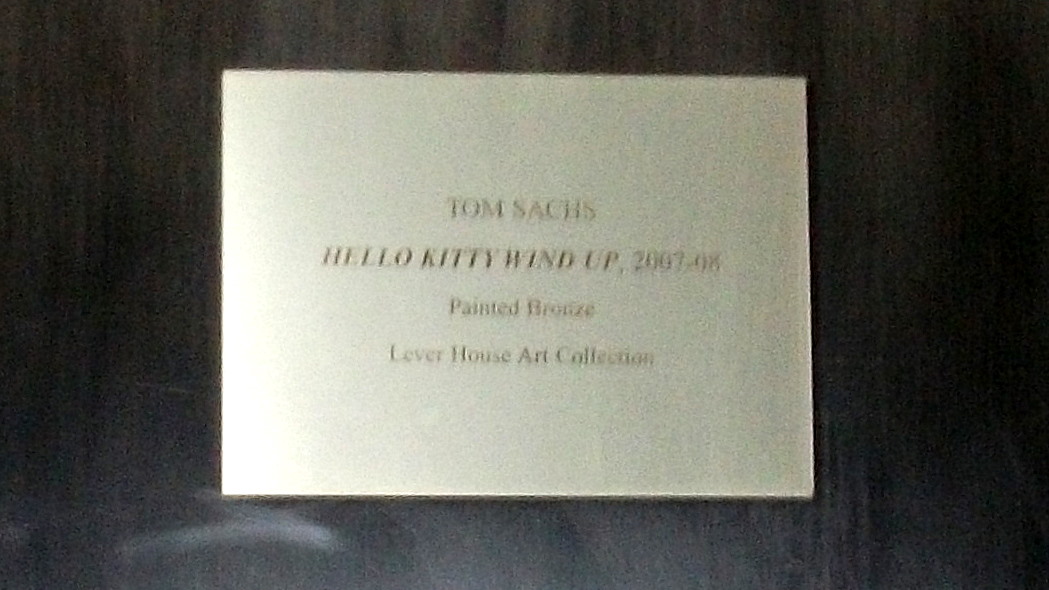 TOM SACHS
HELLO KITTY WIND UP, 2007-08
Painted Bronze
Lever House Art Collection